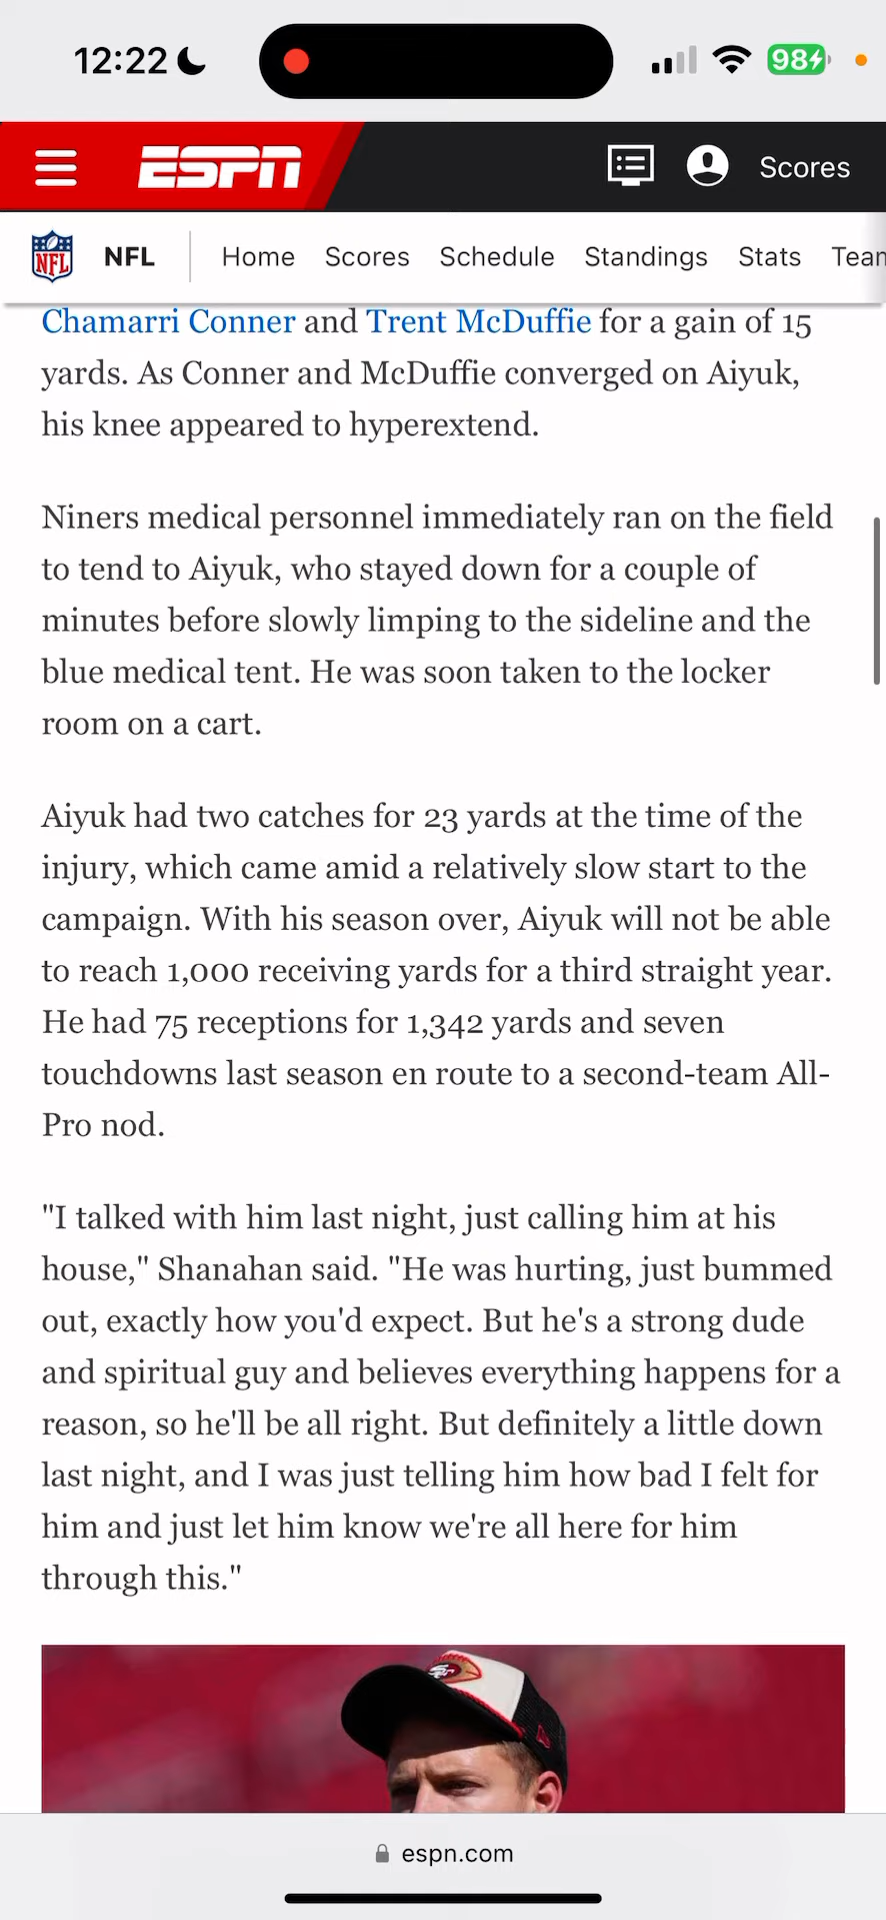 12:22
98
ESPN
Scores
NFL
NFL
Home
Scores
Schedule
Standings
Stats
Chamarri Conner and Trent McDuffie for a gain of 15
yards. As Conner and McDuffie converged on Aiyuk,
his knee appeared to hyperextend.
Niners medical personnel immediately ran on the field
to tend to Aiyuk, who stayed down for a couple of
minutes before slowly limping to the sideline and the
blue medical tent. He was soon taken to the locker
room on a cart.
Aiyuk had two catches for 23 yards at the time of the
injury, which came amid a relatively slow start to the
campaign. With his season over, Aiyuk will not be able
to reach 1,000 receiving yards for a third straight year.
He had 75 receptions for 1,342 yards and seven
touchdowns last season en route to a second-team All-
Pro nod.
"I talked with him last night, just calling him at his
house," Shanahan said. "He was hurting, just bummed
out, exactly how you'd expect. But he's a strong dude
and spiritual guy and believes everything happens for a
reason, so he'll be all right. But definitely a little down
last night, and I was just telling him how bad I felt for
him and just let him know we're all here for him
through this."
SF
espn.com